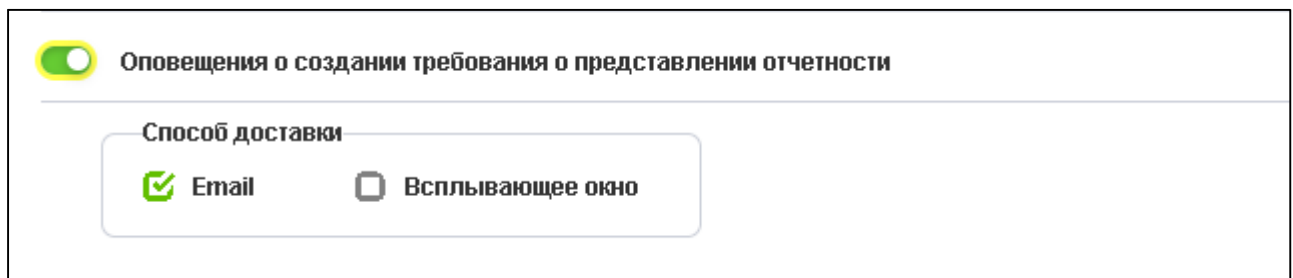 Оповещения о создании требования о представлении отчетности
Способ доставки
Email Всплывающее окно